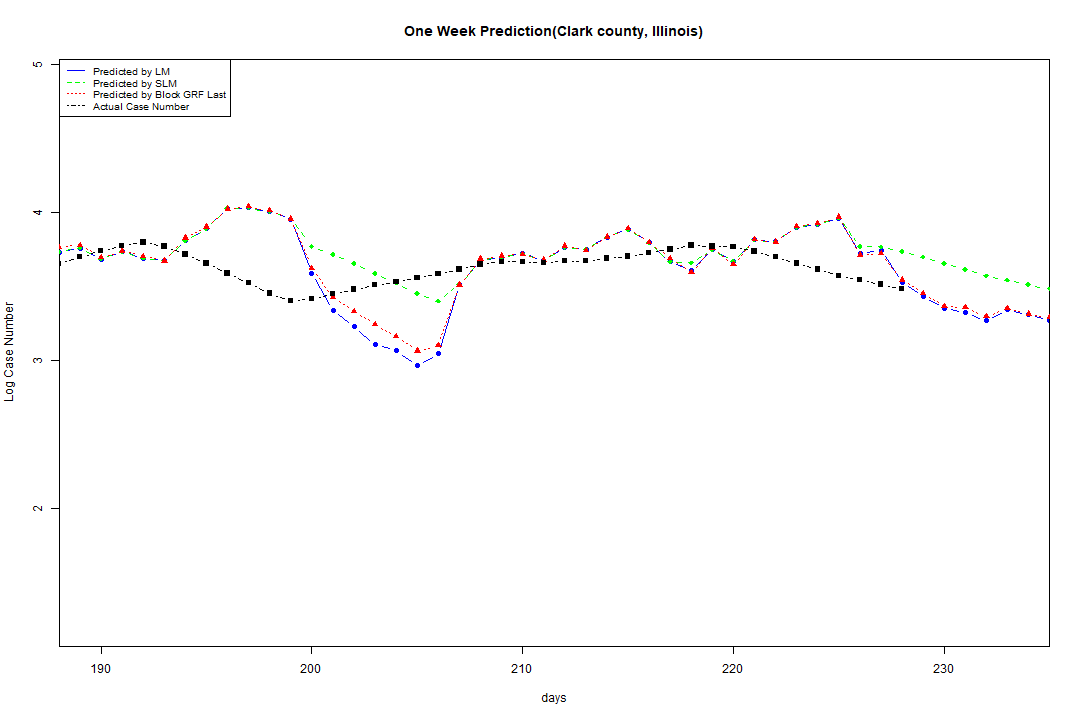 One Week Prediction(Clark county, Illinois)
Predicted by LM
Predicted by SLM
Predicted by Block GRF Last
Actual Case Number
5
4
3
2
Log Case Number
190 200 210 220 230
days